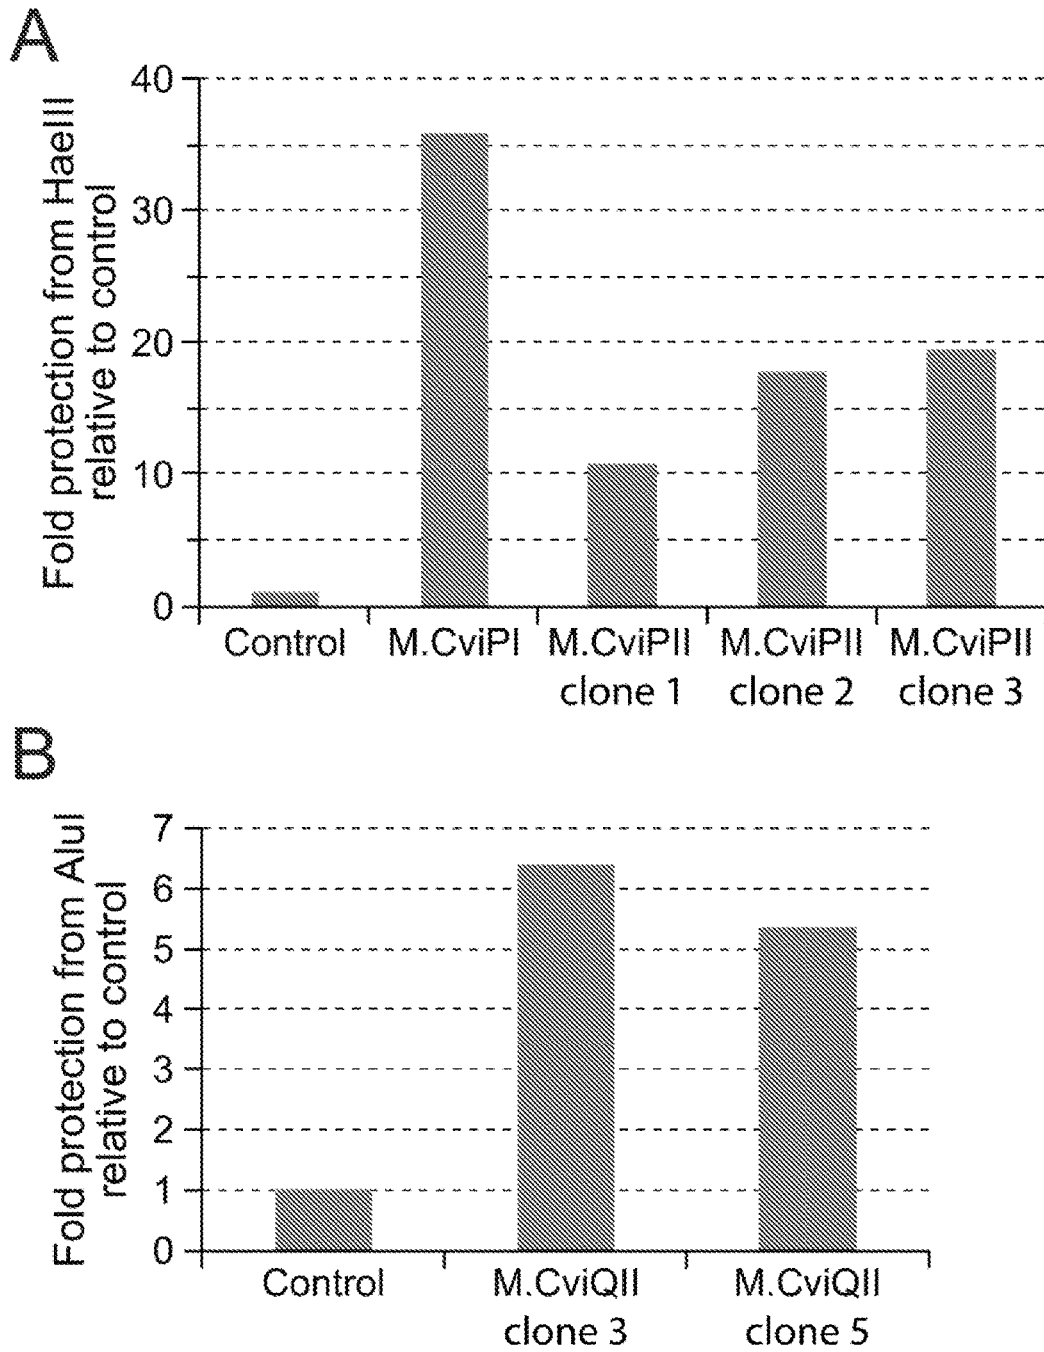 A
Fold protection from HaeIII
relative to control
40
30
20
10
0
Control
M.CviPI
M.CviPII
clone 1
M.CviPII
clone 2
M.CviPII
clone 3
B
Fold protection from AluI
relative to control
7
6
5
4
3
2
1
0
Control
M.CviQII
clone 3
M.CviQII
clone 5